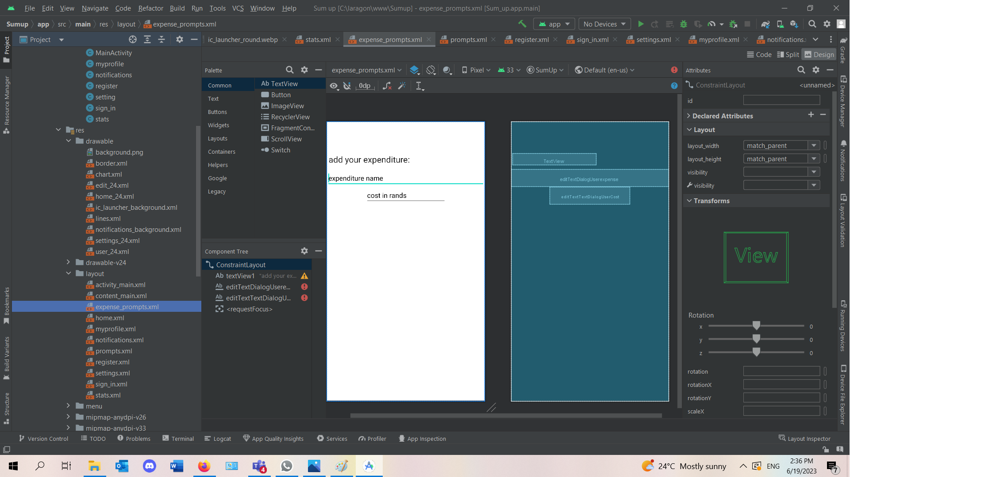 File Edit View Navigate Code Refactor Build Run Tools VCS Window Help Sum up [C:\laragon\www\Sumup] - expense_prompts.xml [Sum_up.app.main]
Sumup app src main res layout expense_prompts.xml
app No Devices
Project
ic_launcher_round.webp stats.xml expense_prompts.xml prompts.xml register.xml sign_in.xml settings.xml myprofile.xml notifications.
Code Split Design
Project
Resource Manager
Bookmarks
Build Variants
Structure
MainActivity
myprofile
notifications
register
setting
sign_in
stats
res
drawable
background.png
border.xml
chart.xml
edit_24.xml
home_24.xml
ic_launcher_background.xml
lines.xml
notifications_background.xml
settings_24.xml
user_24.xml
drawable-v24
layout
activity_main.xml
content_main.xml
expense_prompts.xml
home.xml
myprofile.xml
notifications.xml
prompts.xml
register.xml
settings.xml
sign_in.xml
stats.xml
menu
mipmap-anydpi-v26
mipmap-anydpi-v33
Palette
Common
Text
Buttons
Widgets
Layouts
Containers
Helpers
Google
Legacy
Ab TextView
Button
ImageView
RecyclerView
FragmentCon...
ScrollView
Switch
Component Tree
ConstraintLayout
Ab textView1 "add your ex...
Ab editTextDialogUsere...
Ab editTextTextDialogU...
<requestFocus>
expense_prompts.xml Pixel 33 SumUp Default (en-us)
0dp
add your expenditure:
expenditure name
cost in rands
TextView
editTextDialogUserexpense
editTextTextDialogUserCost
Attributes
ConstraintLayout <unnamed>
id
Declared Attributes
Layout
layout_width match_parent
layout_height match_parent
visibility
visibility
Transforms
View
Rotation
x 0
y 0
z 0
rotation
rotationX
rotationY
scaleX
Gradle
Device Manager
Notifications
Layout Validation
Running Devices
Device File Explorer
Version Control TODO Problems Terminal Logcat App Quality Insights Services Profiler App Inspection Layout Inspector
4
24°C Mostly sunny ENG
2:36 PM
6/19/2023
7